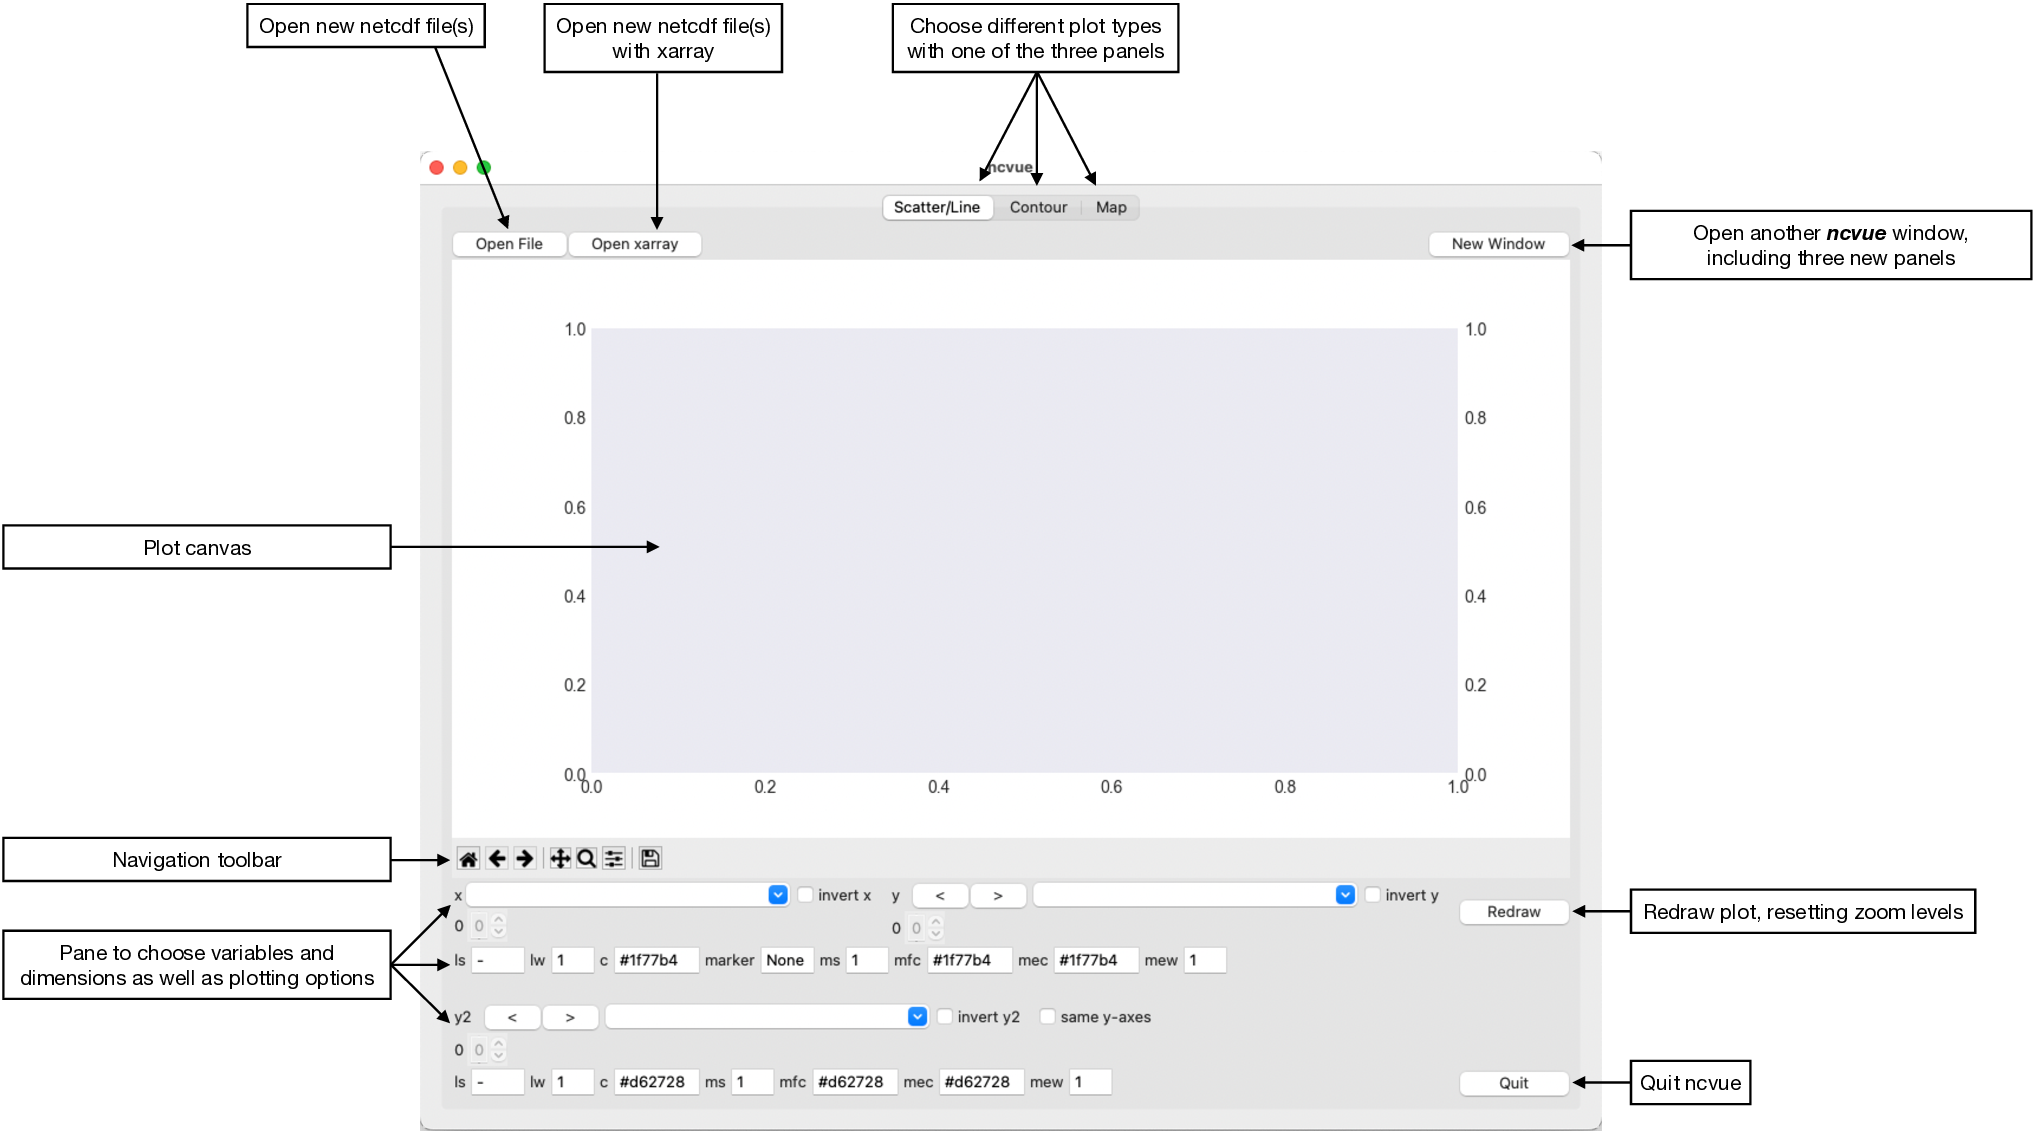 Open new netcdf file(s)
Open new netcdf file(s)
with xarray
Choose different plot types
with one of the three panels
ncvue
Scatter/Line Contour Map
Open File Open xarray New Window
Open another ncvue window,
including three new panels
1.0 1.0
0.8 0.8
0.6 0.6
Plot canvas
0.4 0.4
0.2 0.2
0.0 0.0
0.0 0.2 0.4 0.6 0.8 1.0
Navigation toolbar
x invert x y < > invert y
Redraw
Redraw plot, resetting zoom levels
0 0 0 0
Pane to choose variables and
dimensions as well as plotting options
ls - lw 1 c #1f77b4 marker None ms 1 mfc #1f77b4 mec #1f77b4 mew 1
y2 < > invert y2 same y-axes
0 0
ls - lw 1 c #d62728 ms 1 mfc #d62728 mec #d62728 mew 1
Quit
Quit ncvue